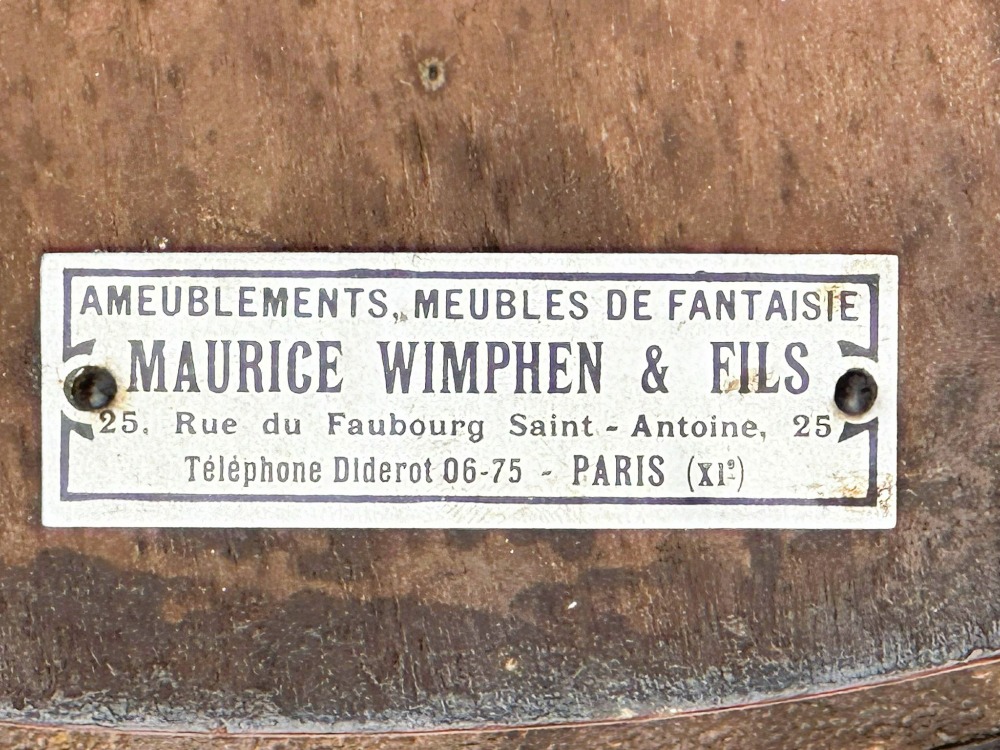 AMEUBLEMENTS, MEUBLES DE FANTAISIE
MAURICE WIMPHEN & FILS
25, Rue du Faubourg Saint-Antoine, 25
Téléphone Diderot 06-75 - PARIS (XIe)